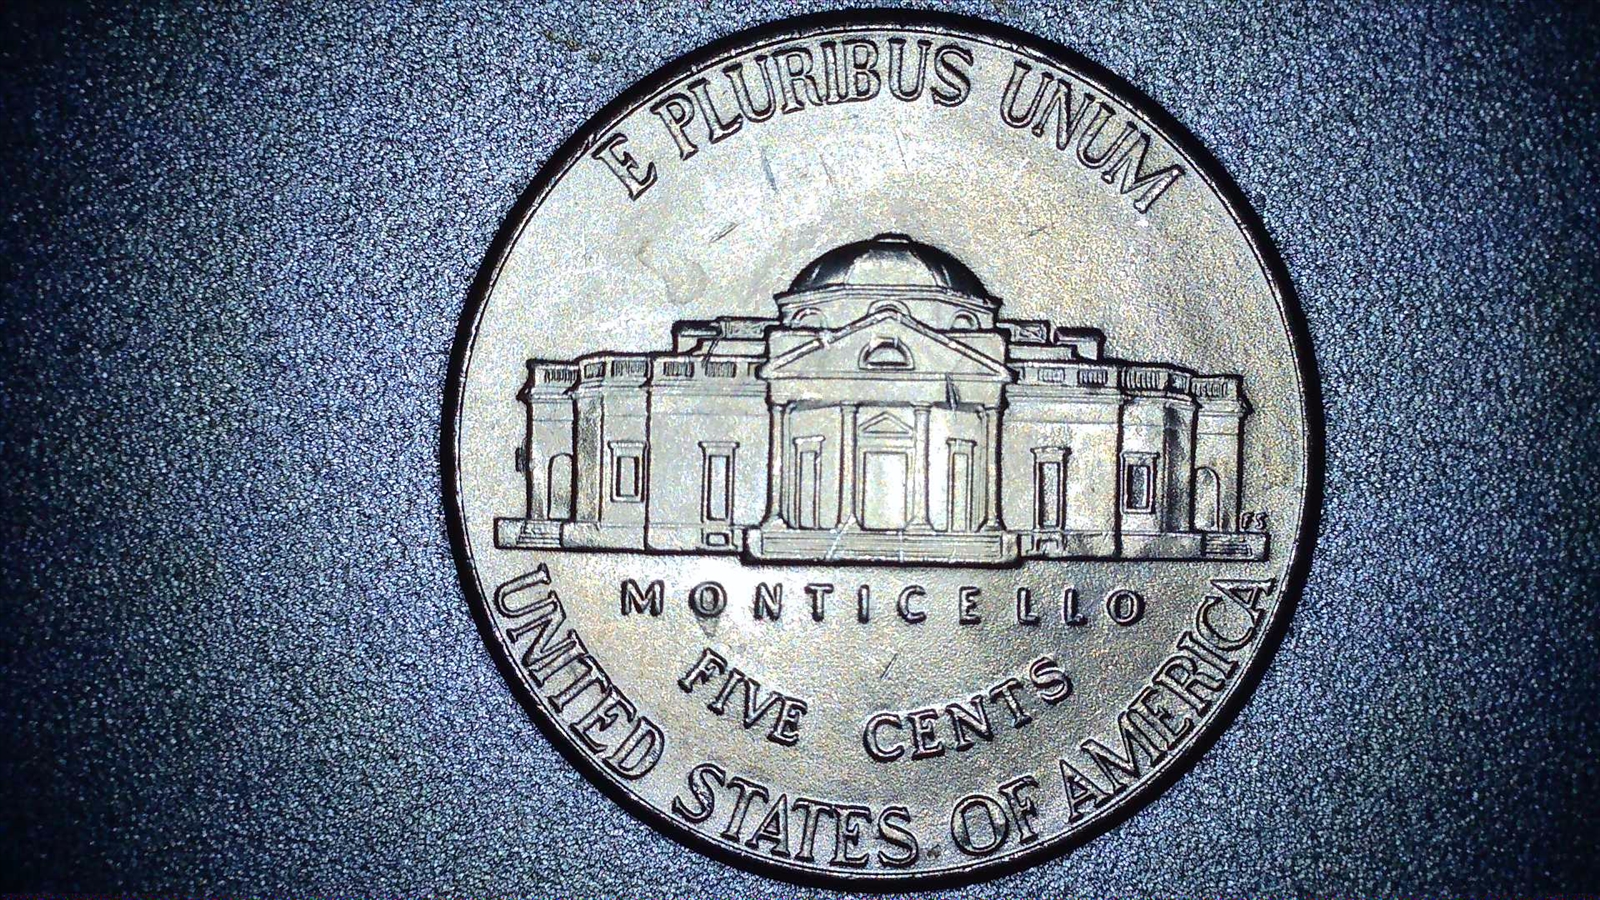 E PLURIBUS UNUM
FS
MONTICELLO
FIVE CENTS
UNITED STATES OF AMERICA